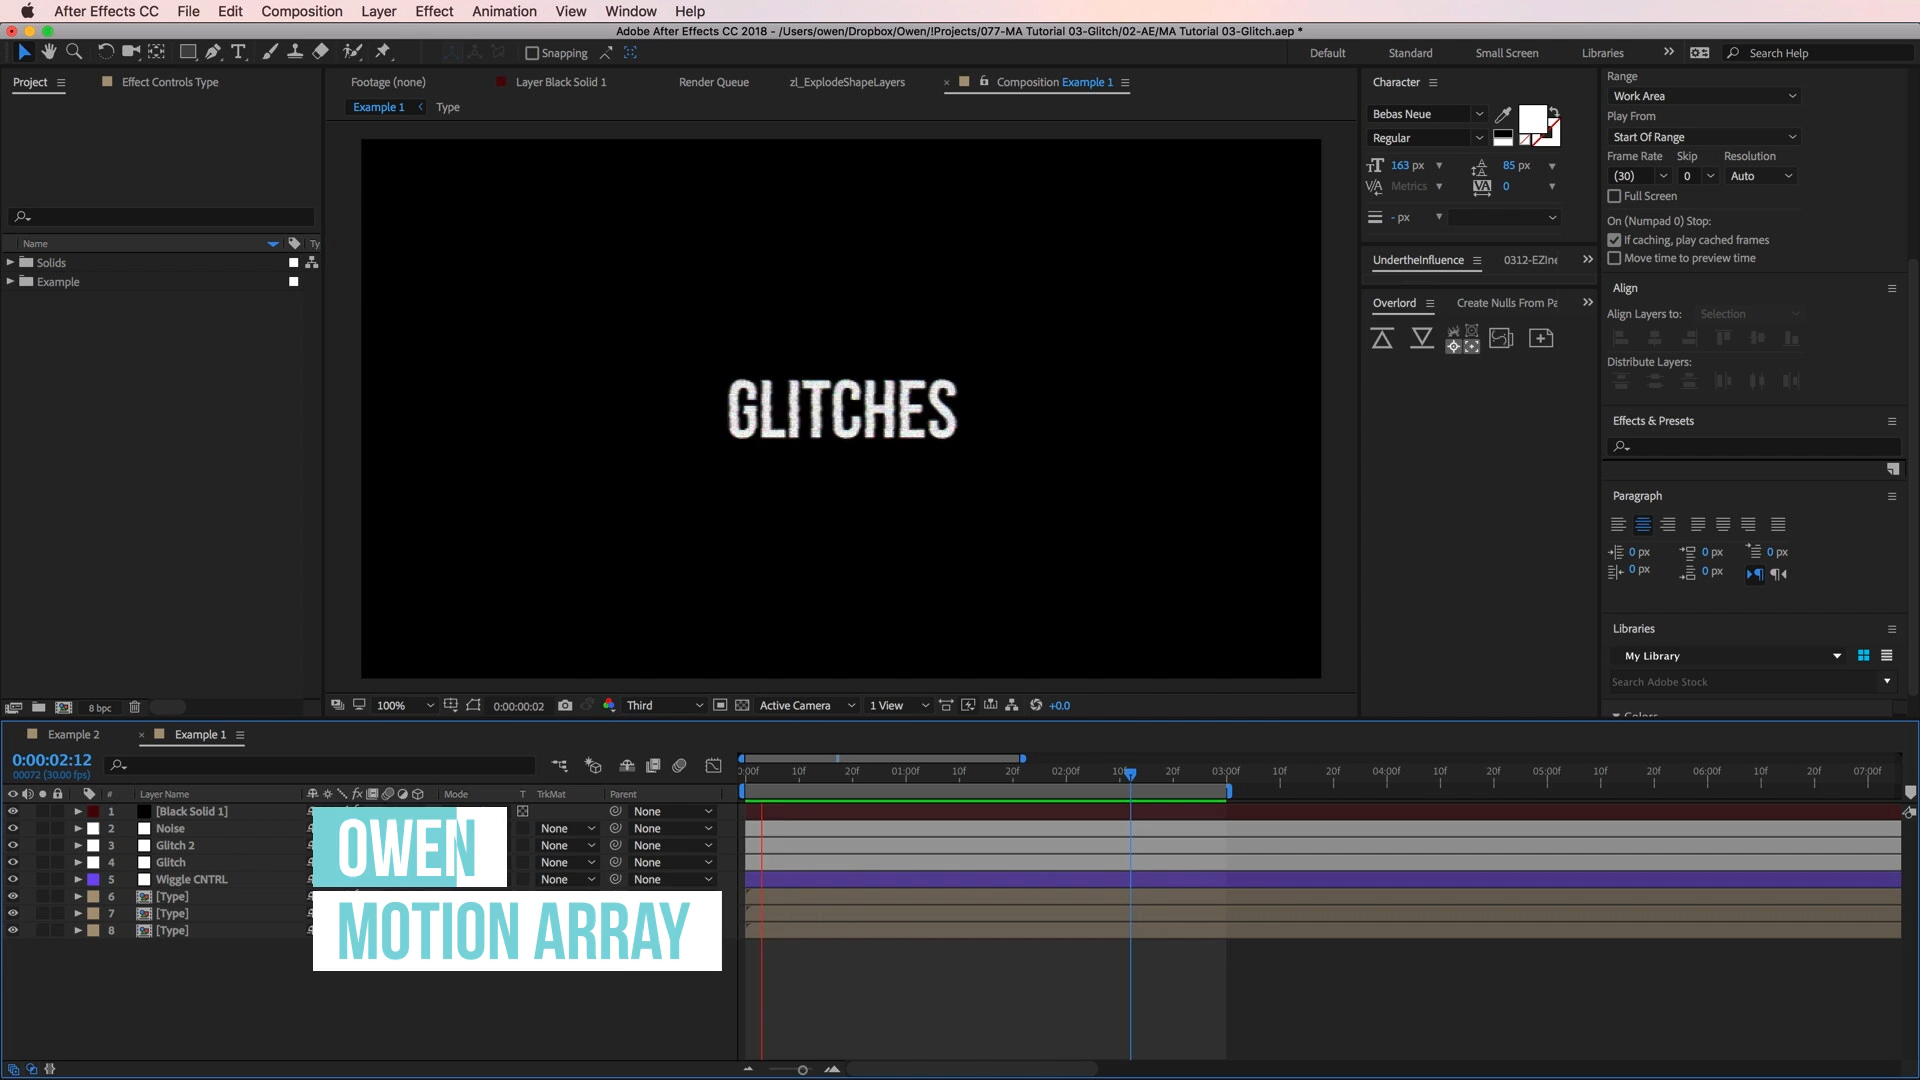 After Effects CC File Edit Composition Layer Effect Animation View Window Help
Adobe After Effects CC 2018 - /Users/owen/Dropbox/Owen/!Projects/077-MA Tutorial 03-Glitch/02-AE/MA Tutorial 03-Glitch.aep *
Snapping Default Standard Small Screen Libraries Search Help
Project Effect Controls Type Footage (none) Layer Black Solid 1 Render Queue zl_ExplodeShapeLayers Composition Example 1
Example 1 Type
Name Ty
Solids
Example
8 bpc
GLITCHES
100% 0:00:00:02 Third Active Camera 1 View +0.0
Character
Bebas Neue
Regular
163 px 85 px
Metrics 0
- px
UndertheInfluence 0312-EZIne
Overlord Create Nulls From Pa
Range
Work Area
Play From
Start Of Range
Frame Rate Skip Resolution
(30) 0 Auto
Full Screen
On (Numpad 0) Stop:
If caching, play cached frames
Move time to preview time
Align
Align Layers to: Selection
Distribute Layers:
Effects & Presets
Paragraph
0 px 0 px 0 px
0 px 0 px
Libraries
My Library
Search Adobe Stock
Colors
Example 2 Example 1
0:00:02:12
00072 (30.00 fps)
0:00f 10f 20f 01:00f 10f 20f 02:00f 10f 20f 03:00f 10f 20f 04:00f 10f 20f 05:00f 10f 20f 06:00f 10f 20f 07:00f
# Layer Name Mode T TrkMat Parent
1 [Black Solid 1] None
2 Noise None None
3 Glitch 2 None None
4 Glitch None None
5 Wiggle CNTRL None None
6 [Type]
7 [Type]
8 [Type]
OWEN
MOTION ARRAY